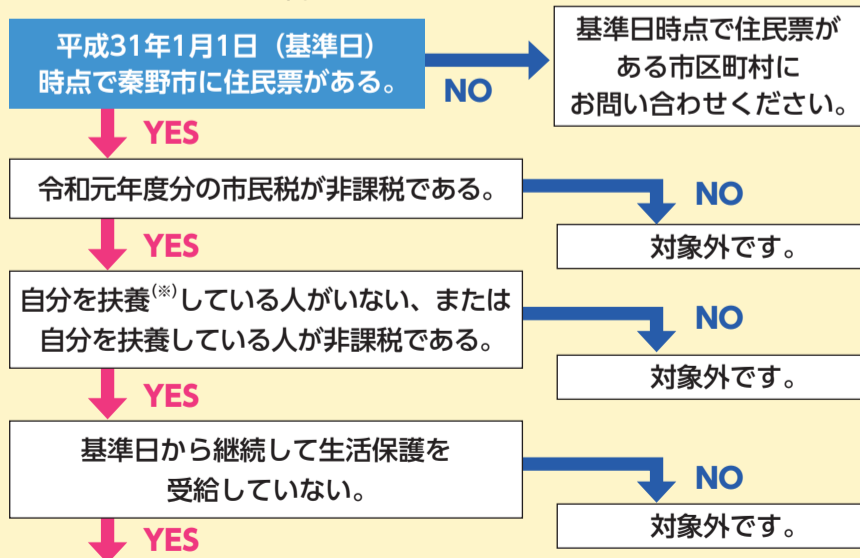 平成31年1月1日（基準日）
時点で秦野市に住民票がある。
NO
基準日時点で住民票が
ある市区町村に
お問い合わせください。
YES
令和元年度分の市民税が非課税である。
NO
対象外です。
YES
自分を扶養(※)している人がいない、または
自分を扶養している人が非課税である。
NO
対象外です。
YES
基準日から継続して生活保護を
受給していない。
NO
対象外です。
YES